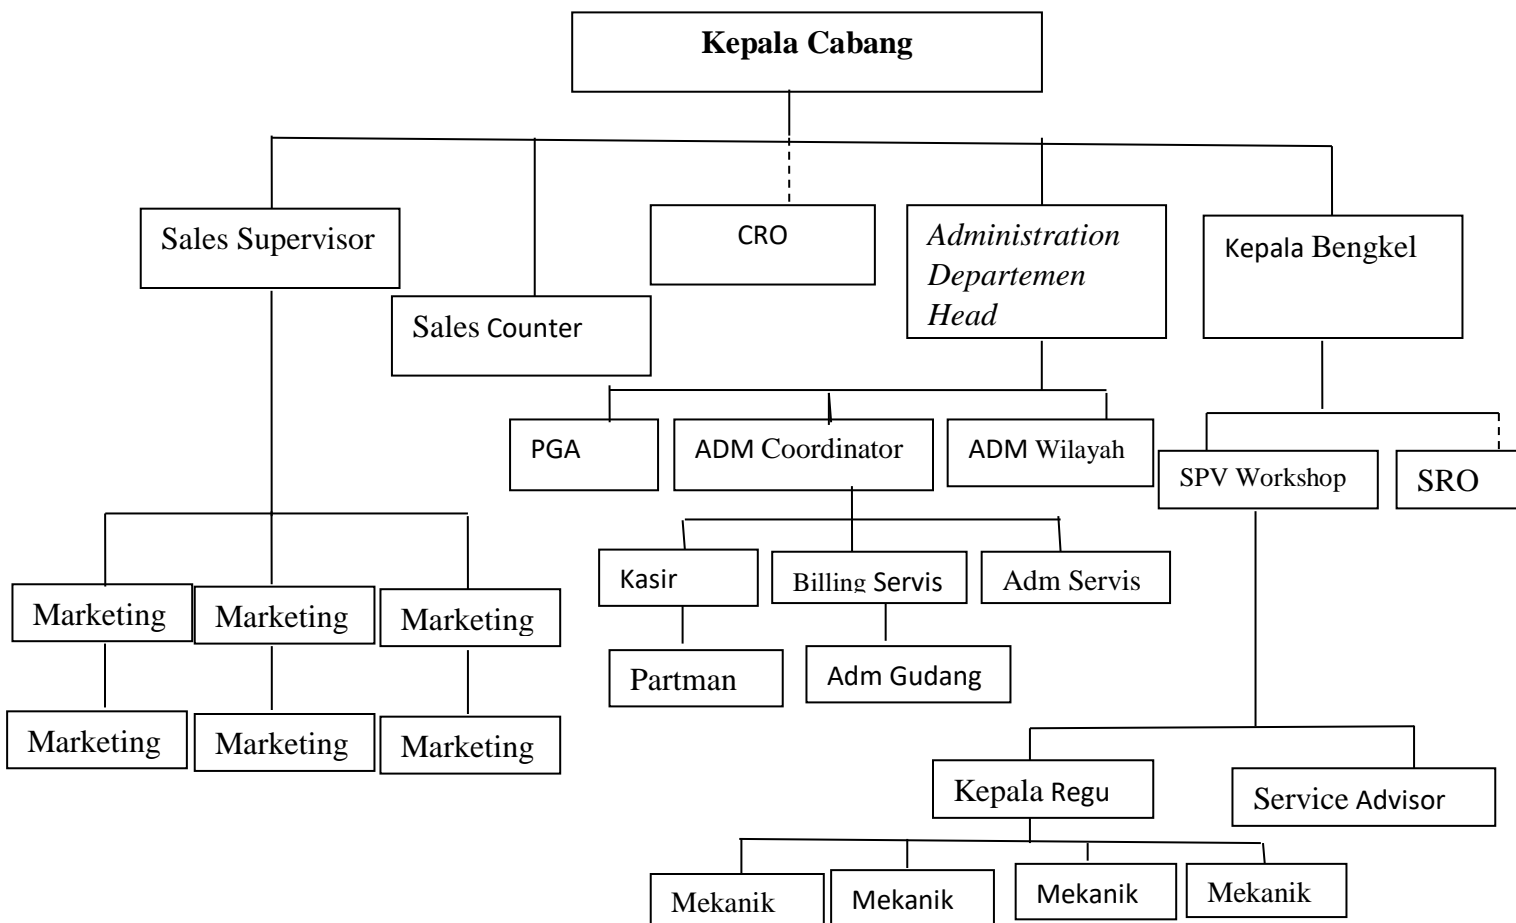 Kepala Cabang
Sales Supervisor
Sales Counter
CRO
Administration
Departemen
Head
Kepala Bengkel
PGA
ADM Coordinator
ADM Wilayah
SPV Workshop
SRO
Kasir
Billing Servis
Adm Servis
Partman
Adm Gudang
Marketing
Marketing
Marketing
Marketing
Marketing
Marketing
Kepala Regu
Service Advisor
Mekanik
Mekanik
Mekanik
Mekanik